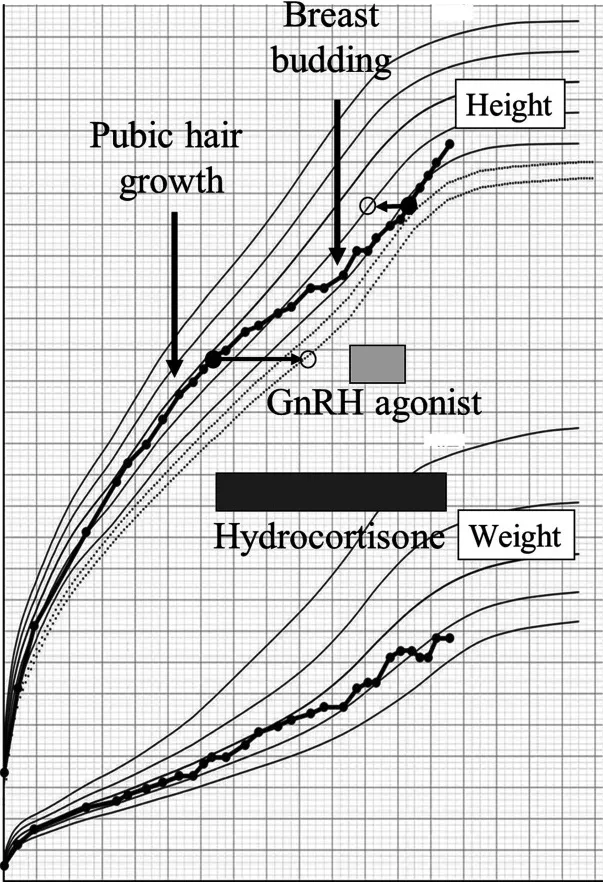 Breast
budding
Height
Pubic hair
growth
GnRH agonist
Hydrocortisone
Weight